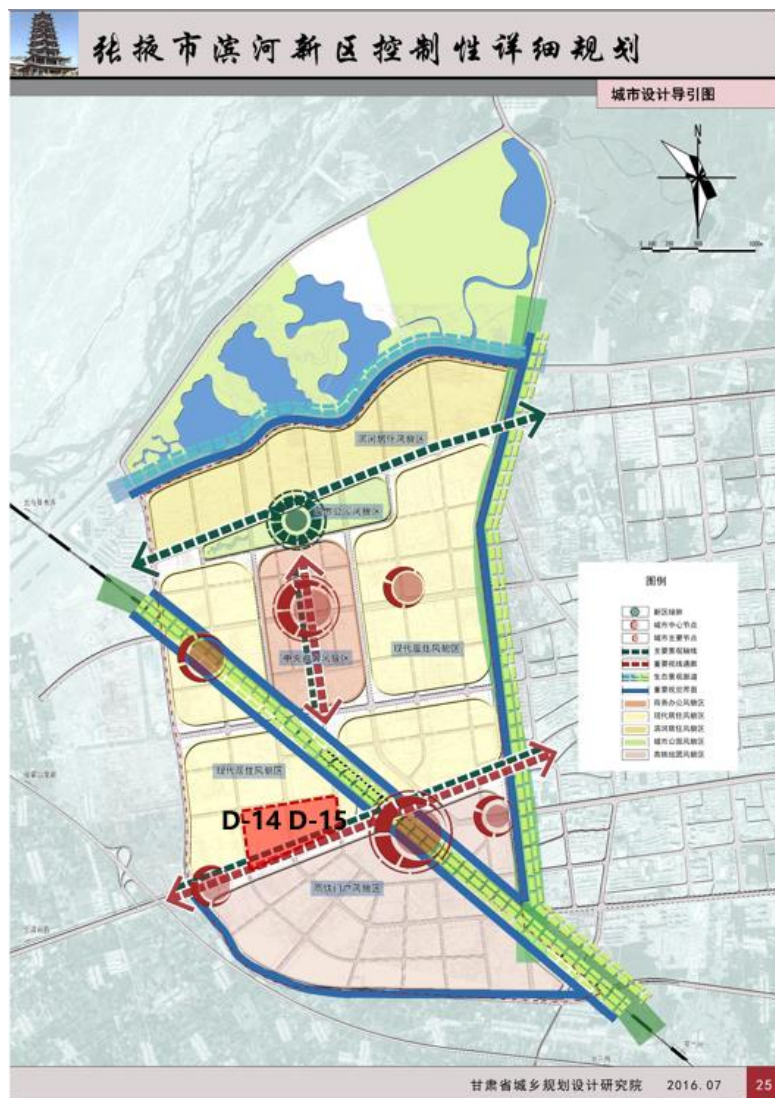 张掖市滨河新区控制性详细规划
城市设计导引图
N
滨河居住风貌区
城市公园风貌区
现代居住风貌区
现代居住风貌区
D-14 D-15
高铁门户风貌区
图例
新区绿肺
城市中心节点
城市主要节点
主要景观轴线
重要视线通廊
生态景观廊道
重要视觉界面
商务办公风貌区
现代居住风貌区
滨河居住风貌区
城市公园风貌区
甘肃省城乡规划设计研究院 2016.07 25